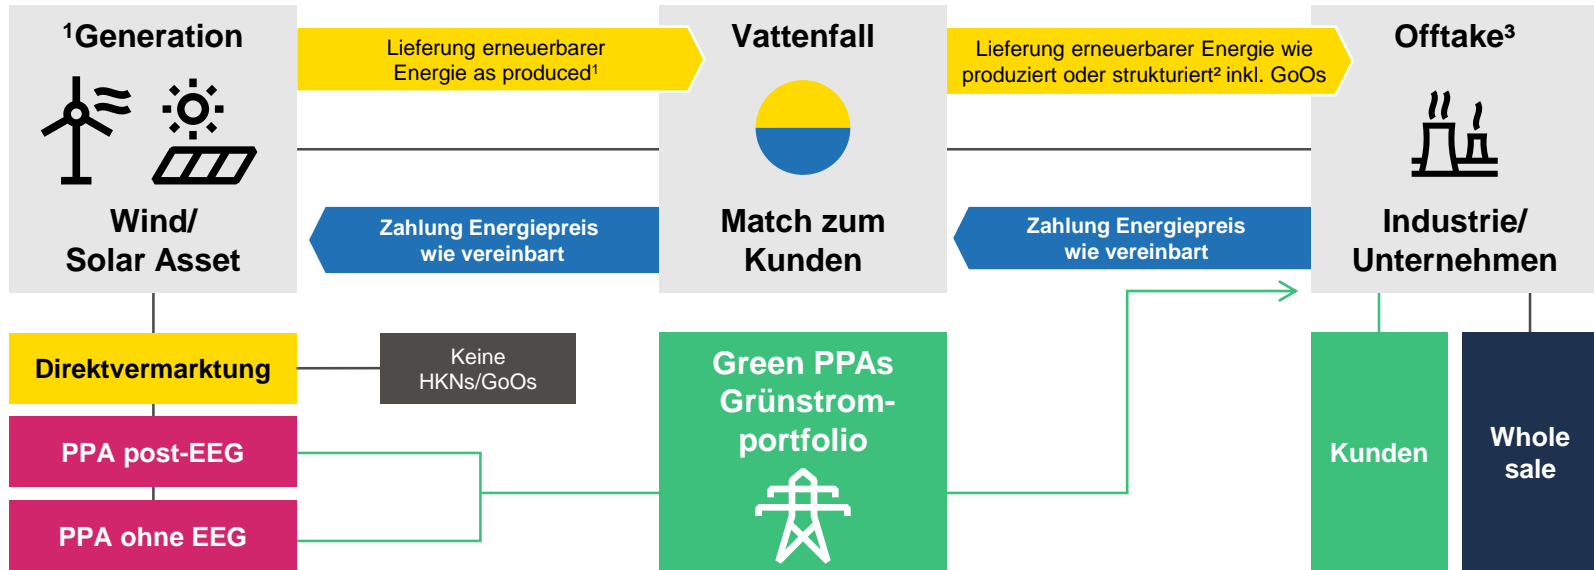 ¹Generation
Wind/
Solar Asset
Lieferung erneuerbarer
Energie as produced¹
Zahlung Energiepreis
wie vereinbart
Vattenfall
Match zum
Kunden
Lieferung erneuerbarer Energie wie
produziert oder strukturiert² inkl. GoOs
Zahlung Energiepreis
wie vereinbart
Offtake³
Industrie/
Unternehmen
Direktvermarktung
Keine
HKNs/GoOs
PPA post-EEG
PPA ohne EEG
Green PPAs
Grünstrom-
portfolio
Kunden
Whole
sale